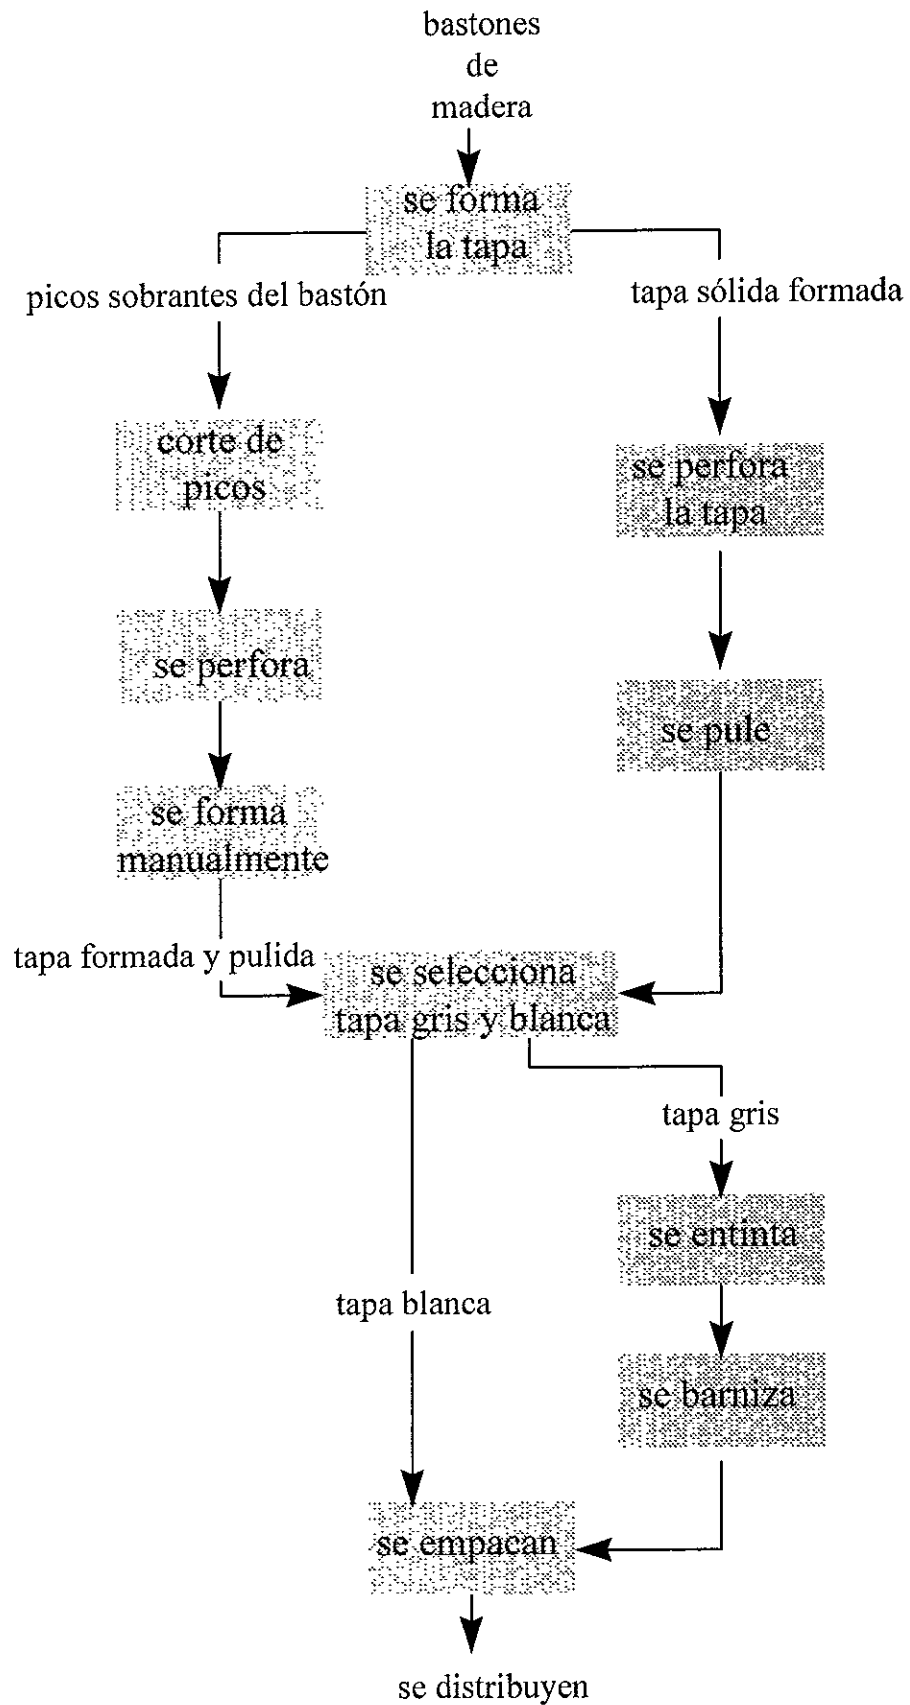 bastones
de
madera
se forma
la tapa
picos sobrantes del bastón
tapa sólida formada
corte de
picos
se perfora
la tapa
se perfora
se pule
se forma
manualmente
tapa formada y pulida
se selecciona
tapa gris y blanca
tapa gris
se entinta
tapa blanca
se barniza
se empacan
se distribuyen